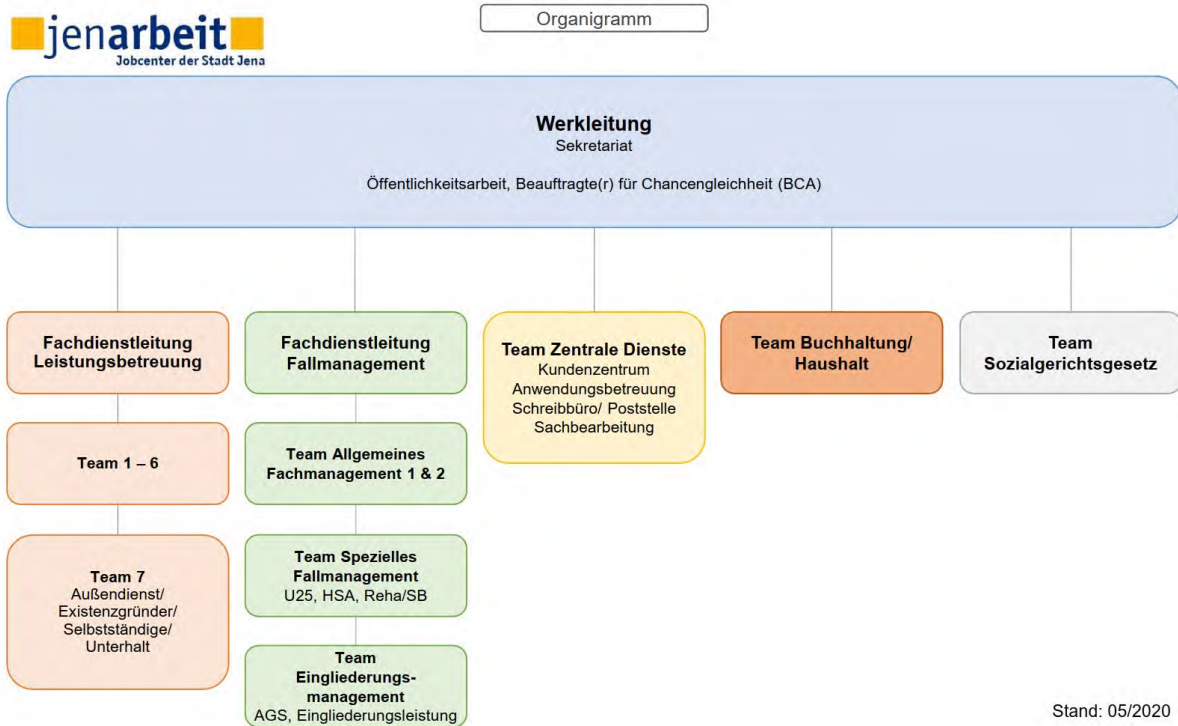 Organigramm
jenarbeit
Jobcenter der Stadt Jena
Werkleitung
Sekretariat
Öffentlichkeitsarbeit, Beauftragte(r) für Chancengleichheit (BCA)
Fachdienstleitung
Leistungsbetreuung
Team 1 – 6
Team 7
Außendienst/
Existenzgründer/
Selbstständige/
Unterhalt
Fachdienstleitung
Fallmanagement
Team Allgemeines
Fachmanagement 1 & 2
Team Spezielles
Fallmanagement
U25, HSA, Reha/SB
Team
Eingliederungs-
management
AGS, Eingliederungsleistung
Team Zentrale Dienste
Kundenzentrum
Anwendungsbetreuung
Schreibbüro/ Poststelle
Sachbearbeitung
Team Buchhaltung/
Haushalt
Team
Sozialgerichtsgesetz
Stand: 05/2020